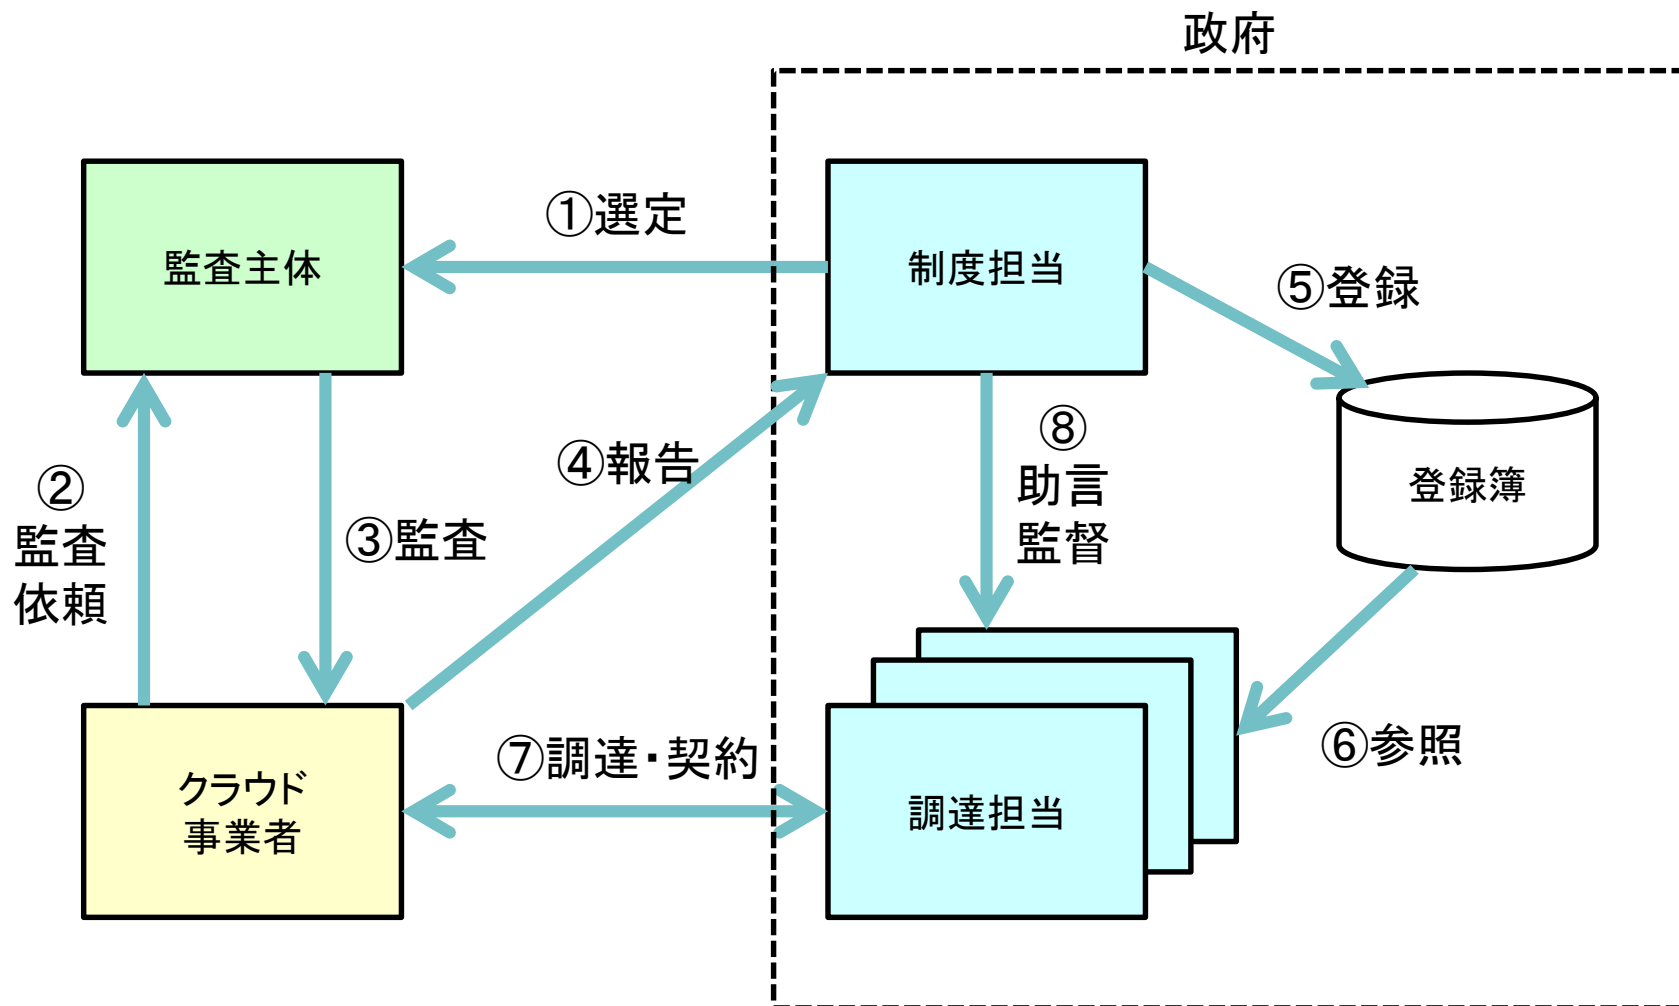 政府
監査主体
①選定
制度担当
⑤登録
②
監査
依頼
③監査
④報告
⑧
助言
監督
登録簿
クラウド
事業者
⑦調達・契約
調達担当
⑥参照